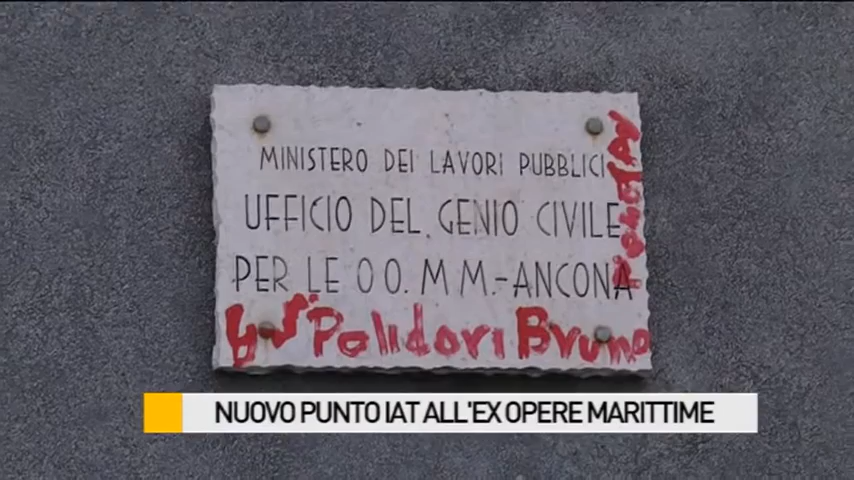 MINISTERO DEI LAVORI PUBBLICI
UFFICIO DEL GENIO CIVILE
PER LE OO. MM.-ANCONA
Polidori Bruno
NUOVO PUNTO IAT ALL'EX OPERE MARITTIME